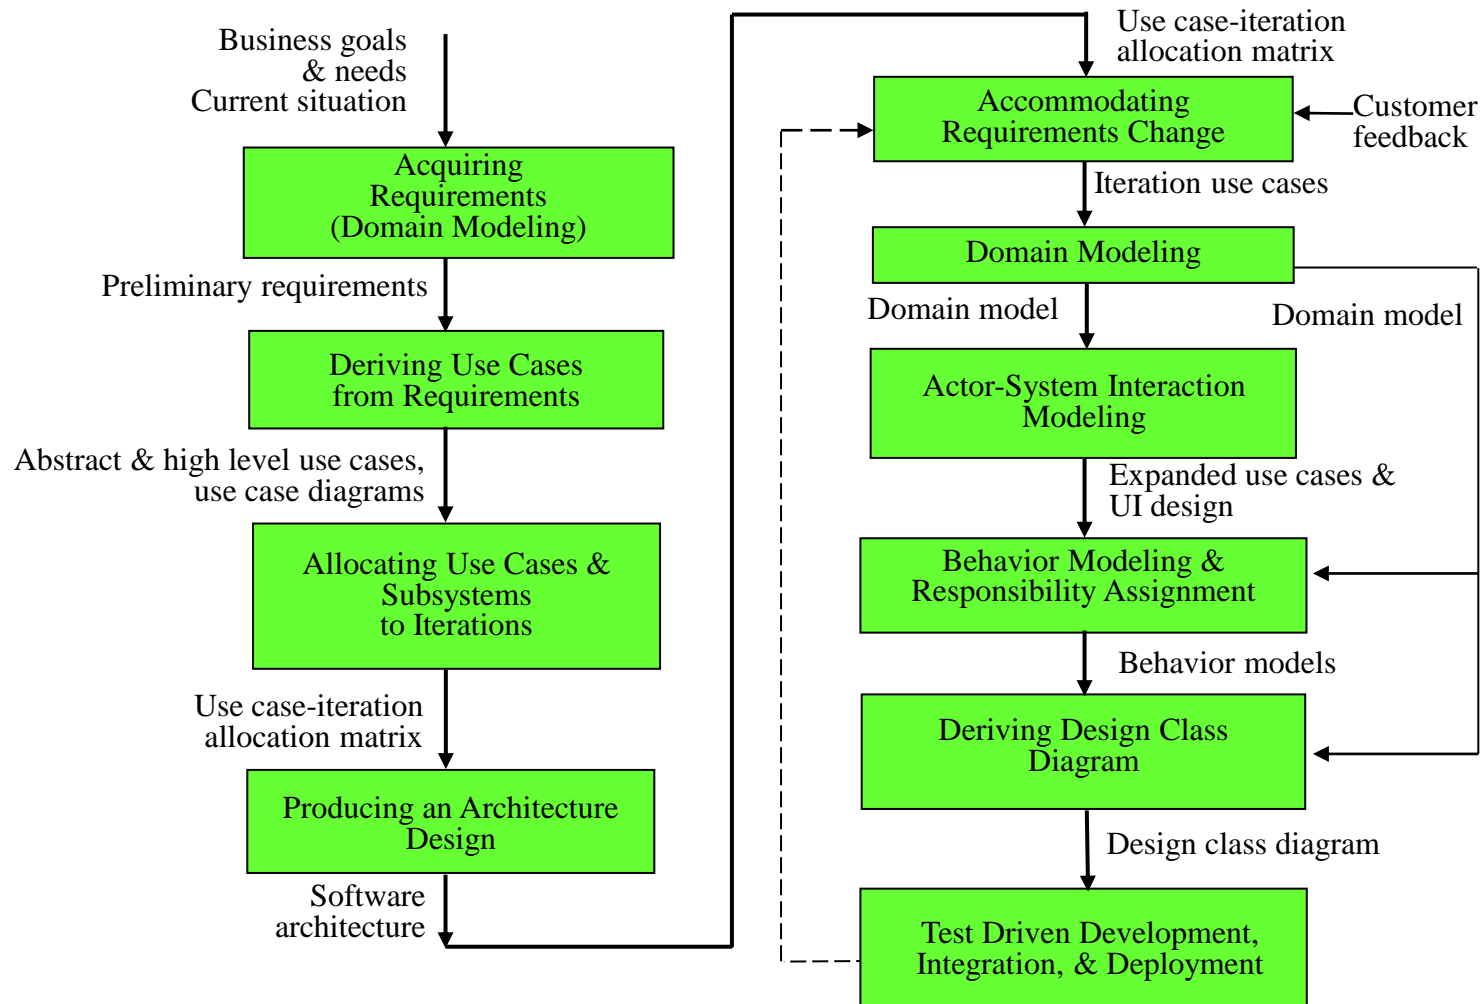 Business goals
& needs
Current situation
Acquiring
Requirements
(Domain Modeling)
Preliminary requirements
Deriving Use Cases
from Requirements
Abstract & high level use cases,
use case diagrams
Allocating Use Cases &
Subsystems
to Iterations
Use case-iteration
allocation matrix
Producing an Architecture
Design
Software
architecture
Use case-iteration
allocation matrix
Accommodating
Requirements Change
Customer
feedback
Iteration use cases
Domain Modeling
Domain model
Domain model
Actor-System Interaction
Modeling
Expanded use cases &
UI design
Behavior Modeling &
Responsibility Assignment
Behavior models
Deriving Design Class
Diagram
Design class diagram
Test Driven Development,
Integration, & Deployment